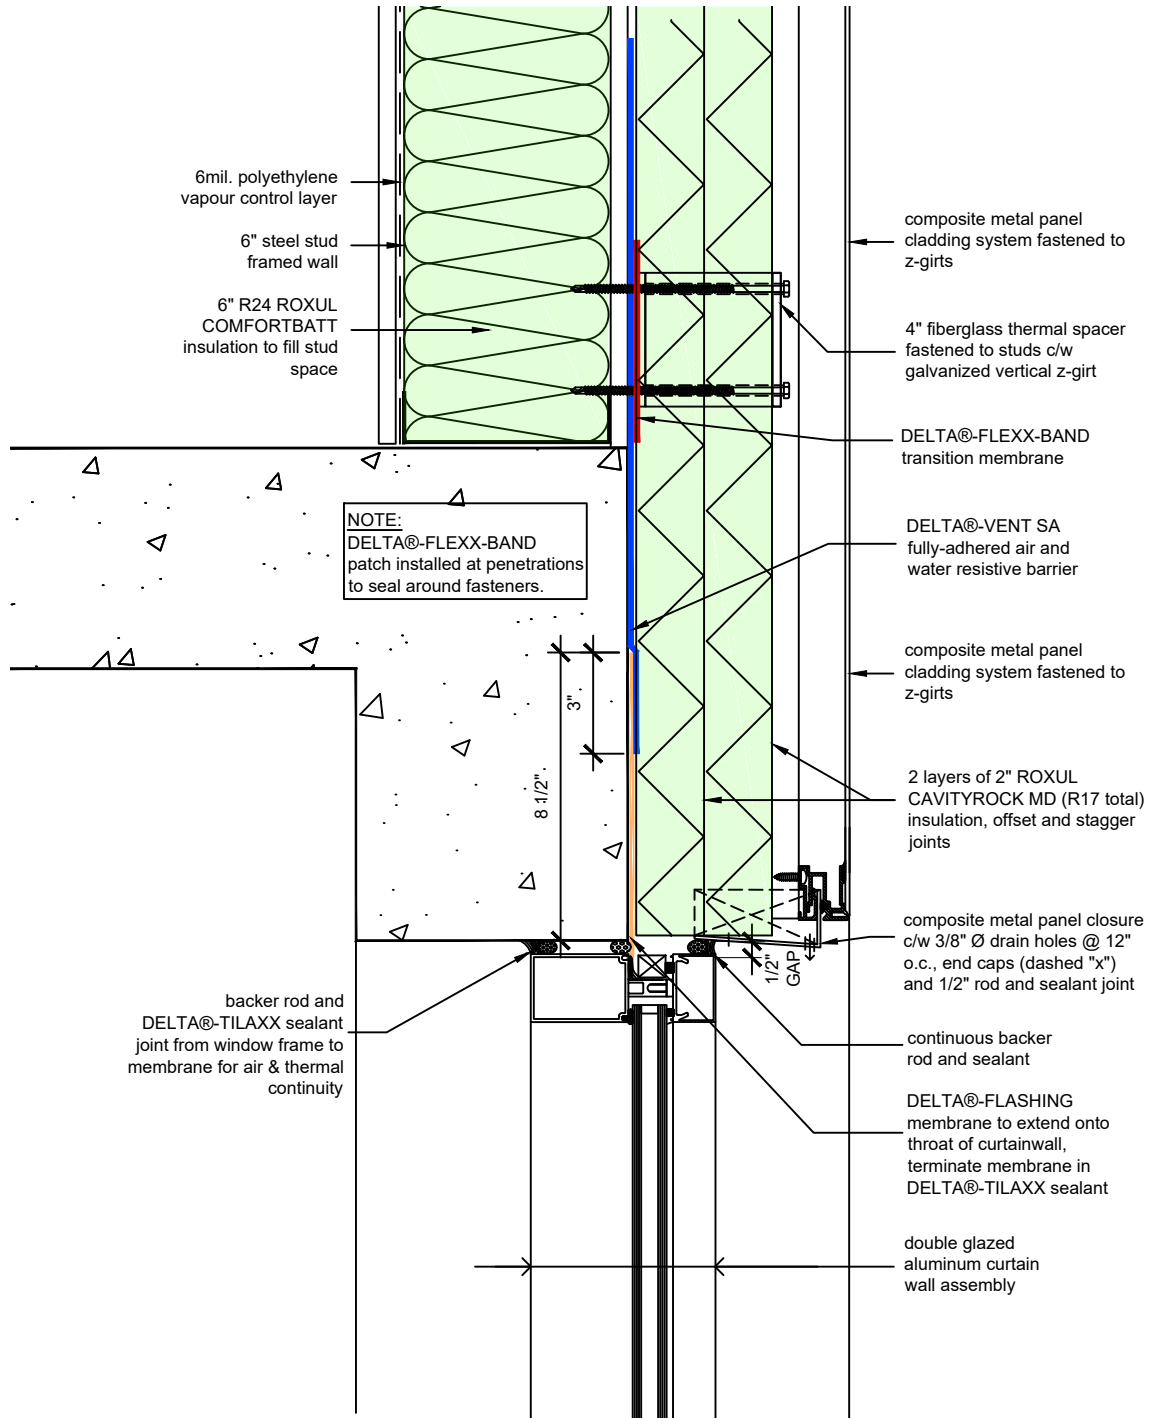 6mil. polyethylene
vapour control layer
6" steel stud
framed wall
6" R24 ROXUL
COMFORTBATT
insulation to fill stud
space
NOTE:
DELTA®-FLEXX-BAND
patch installed at penetrations
to seal around fasteners.
3".
8 1/2".
1/2"
GAP
backer rod and
DELTA®-TILAXX sealant
joint from window frame to
membrane for air & thermal
continuity
composite metal panel
cladding system fastened to
z-girts
4" fiberglass thermal spacer
fastened to studs c/w
galvanized vertical z-girt
DELTA®-FLEXX-BAND
transition membrane
DELTA®-VENT SA
fully-adhered air and
water resistive barrier
composite metal panel
cladding system fastened to
z-girts
2 layers of 2" ROXUL
CAVITYROCK MD (R17 total)
insulation, offset and stagger
joints
composite metal panel closure
c/w 3/8" Ø drain holes @ 12"
o.c., end caps (dashed "x")
and 1/2" rod and sealant joint
continuous backer
rod and sealant
DELTA®-FLASHING
membrane to extend onto
throat of curtainwall,
terminate membrane in
DELTA®-TILAXX sealant
double glazed
aluminum curtain
wall assembly